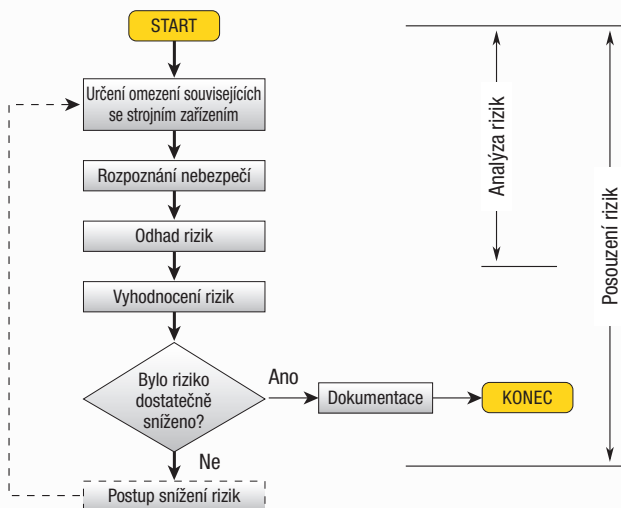 START
Určení omezení souvisejících
se strojním zařízením
Rozpoznání nebezpečí
Odhad rizik
Vyhodnocení rizik
Bylo riziko
dostatečně
sníženo?
Ano
Dokumentace
KONEC
Ne
Postup snížení rizik
Analýza rizik
Posouzení rizik